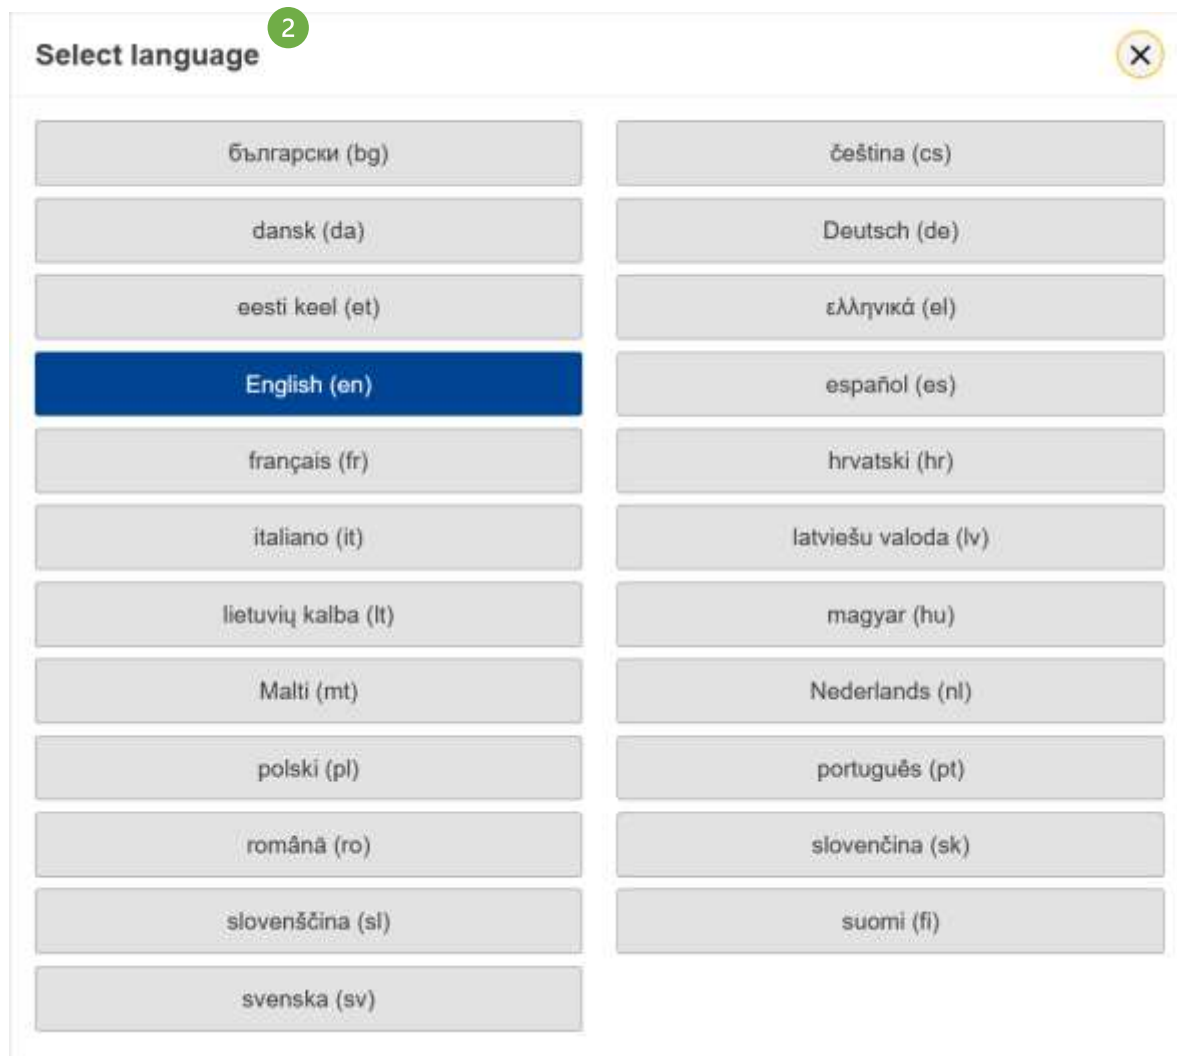 2
Select language
български (bg)
čeština (cs)
dansk (da)
Deutsch (de)
eesti keel (et)
ελληνικά (el)
English (en)
español (es)
français (fr)
hrvatski (hr)
italiano (it)
latviešu valoda (lv)
lietuvių kalba (lt)
magyar (hu)
Malti (mt)
Nederlands (nl)
polski (pl)
português (pt)
română (ro)
slovenčina (sk)
slovenščina (sl)
suomi (fi)
svenska (sv)